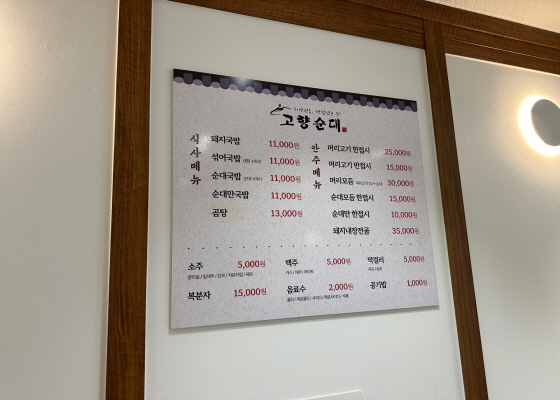 고향순대
식사메뉴
돼지국밥 11,000원
섞어국밥 11,000원
순대국밥 11,000원
순대만국밥 11,000원
곰탕 13,000원
안주메뉴
머리고기 한접시 25,000원
머리고기 반접시 15,000원
머리모듬 30,000원
순대모듬 한접시 15,000원
순대만 한접시 10,000원
돼지내장전골 35,000원
소주 5,000원
맥주 5,000원
막걸리 5,000원
복분자 15,000원
음료수 2,000원
공기밥 1,000원